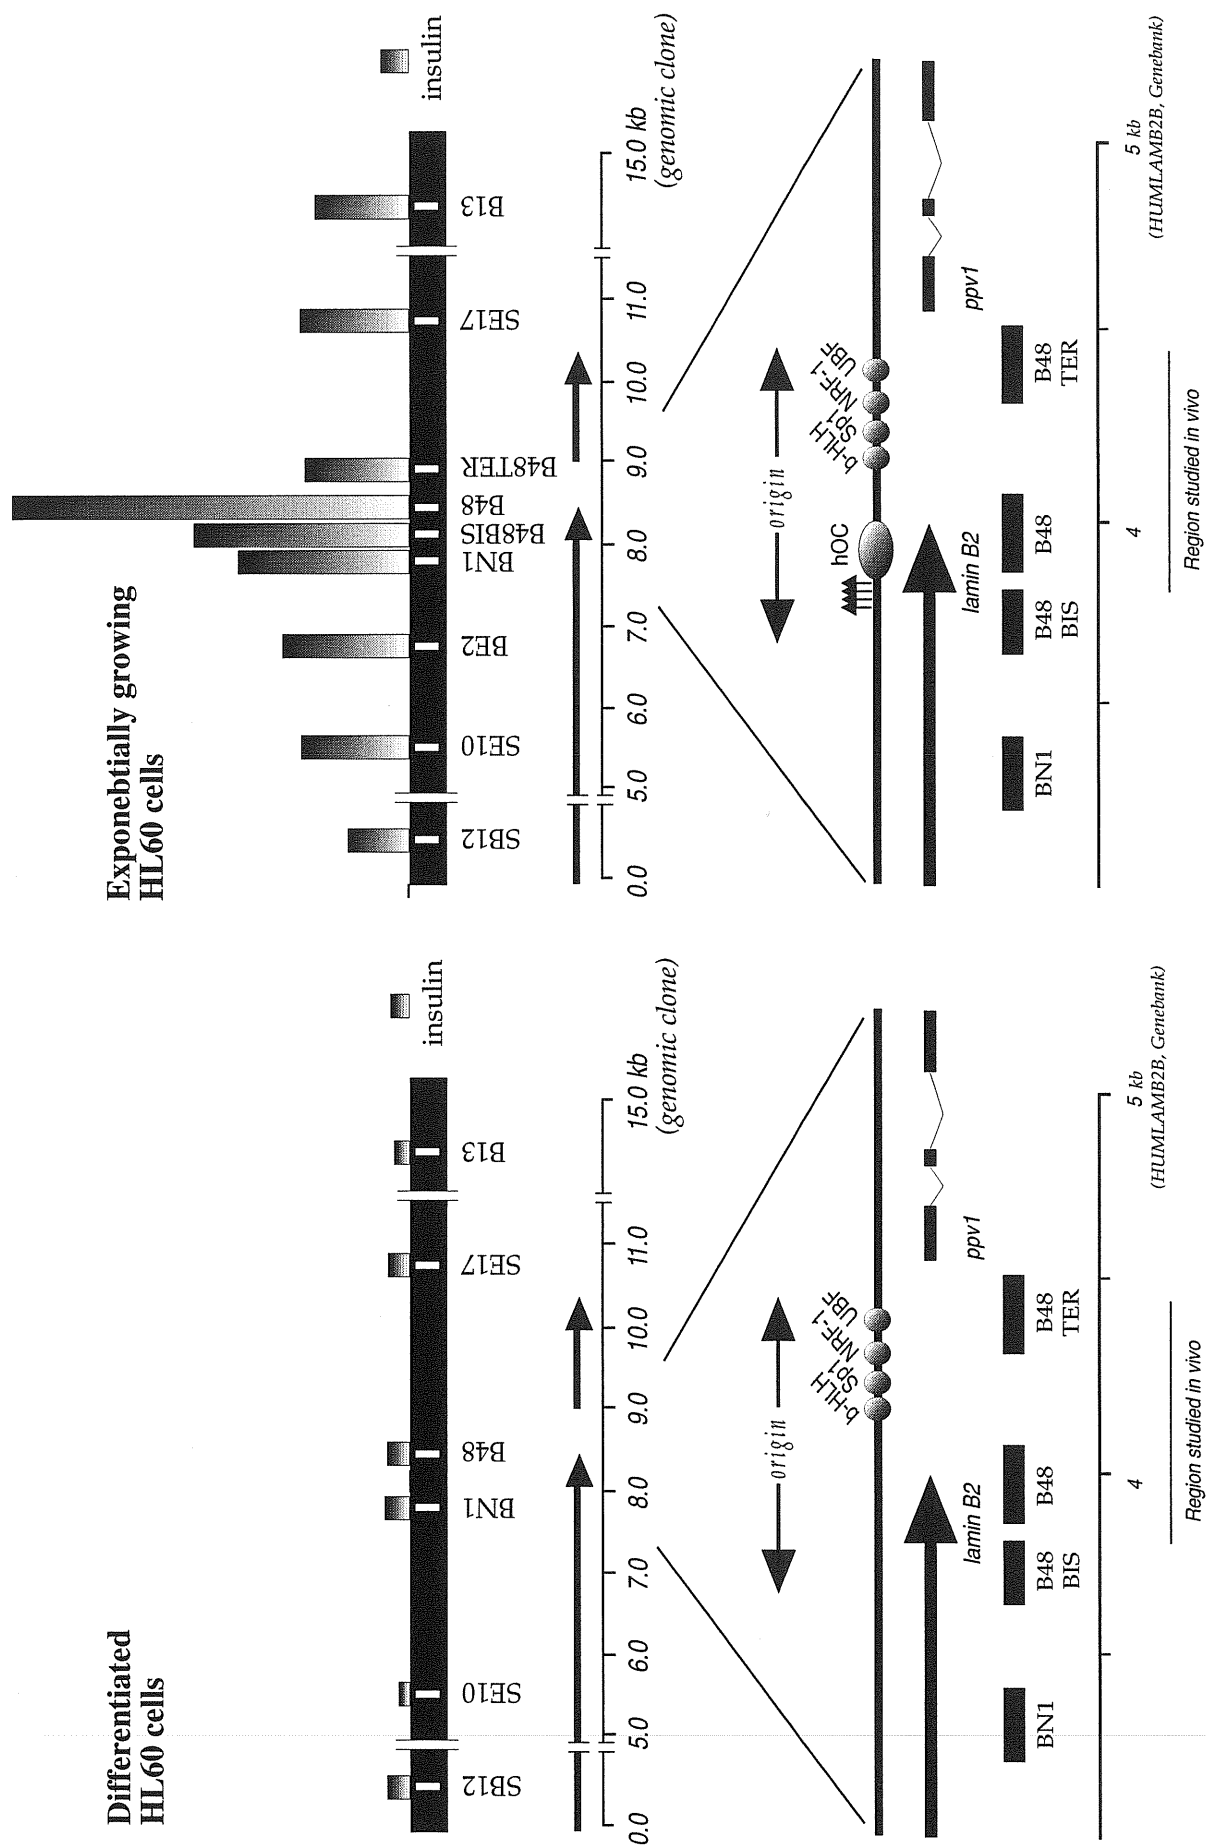 Differentiated
HL60 cells
insulin
SB12
SE10
BN1
B48
SE17
B13
0.0
5.0
6.0
7.0
8.0
9.0
10.0
11.0
15.0 kb
(genomic clone)
origin
b-HLH
Sp1
NRF-1
UBF
lamin B2
ppv1
BN1
B48
BIS
B48
B48
TER
4
5 kb
(HUMLAMB2B, Genebank)
Region studied in vivo
Exponebtially growing
HL60 cells
insulin
SB12
SE10
BE2
BN1
B48BIS
B48
B48TER
SE17
B13
0.0
5.0
6.0
7.0
8.0
9.0
10.0
11.0
15.0 kb
(genomic clone)
origin
hOC
b-HLH
Sp1
NRF-1
UBF
lamin B2
ppv1
BN1
B48
BIS
B48
B48
TER
4
5 kb
(HUMLAMB2B, Genebank)
Region studied in vivo